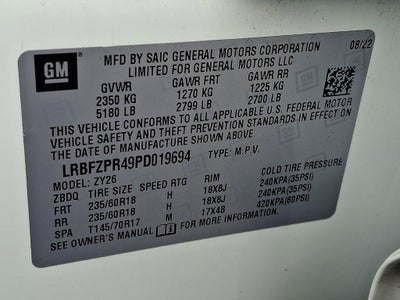 MFD BY SAIC GENERAL MOTORS CORPORATION 08/22
LIMITED FOR GENERAL MOTORS LLC
GM
GVWR GAWR FRT GAWR RR
2350 KG 1270 KG 1225 KG
5180 LB 2799 LB 2700 LB
THIS VEHICLE CONFORMS TO ALL APPLICABLE U.S. FEDERAL MOTOR
VEHICLE SAFETY AND THEFT PREVENTION STANDARDS IN EFFECT
ON THE DATE OF MANUFACTURE SHOWN ABOVE.
LRBFZPR49PD019694 TYPE: M.P.V.
MODEL: ZY26
ZBDQ TIRE SIZE SPEED RTG RIM COLD TIRE PRESSURE
FRT 235/60R18 H 18X8J 240KPA(35PSI)
RR 235/60R18 H 18X8J 240KPA(35PSI)
SPA T145/70R17 M 17X4B 420KPA(60PSI)
SEE OWNER'S MANUAL FOR MORE INFORMATION.